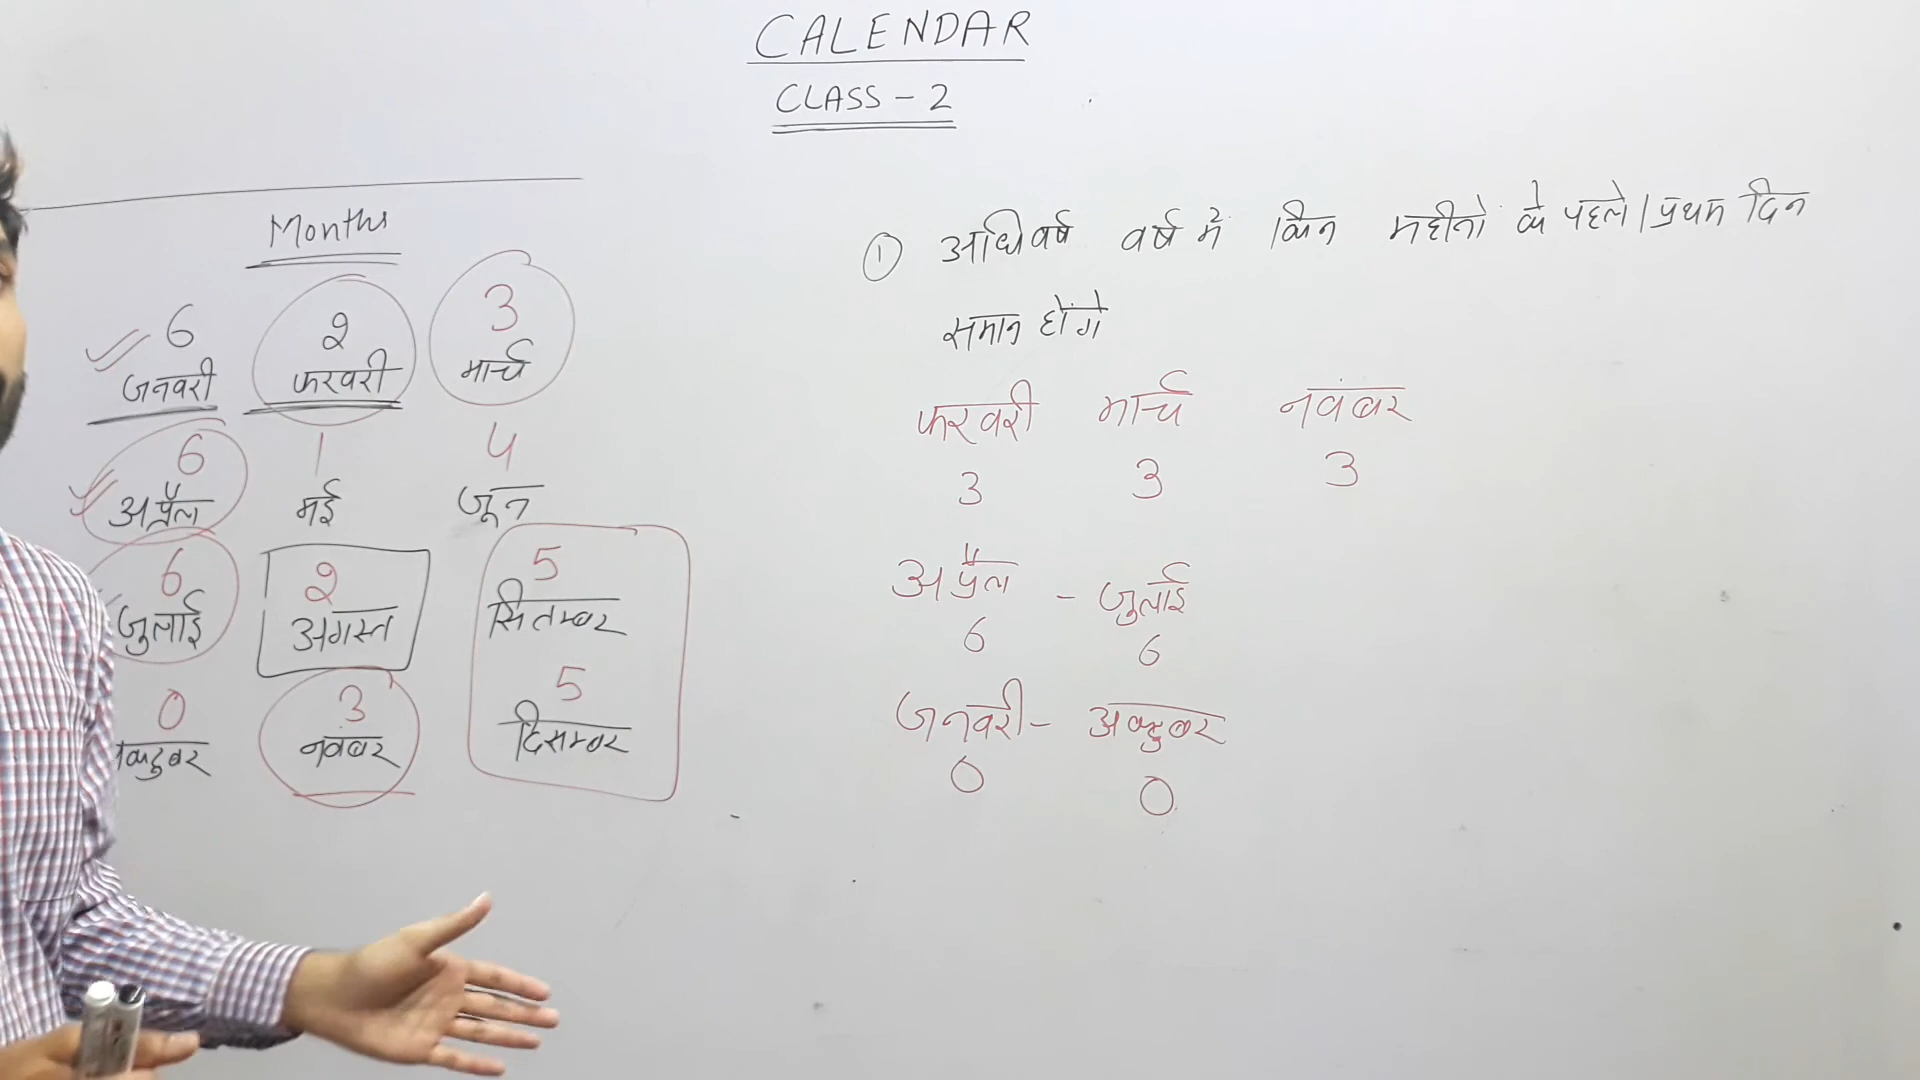 CALENDAR
CLASS - 2
Months
6 2 3
जनवरी फरवरी मार्च
6 1 4
अप्रैल मई जून
6 2 5
जुलाई अगस्त सितम्बर
0 3 5
क्टुबर नवंबर दिसम्बर
① अधिवर्ष वर्ष में किन महीनो के पहले/प्रथम दिन
समान होंगे
फरवरी मार्च नवंबर
3 3 3
अप्रैल - जुलाई
6 6
जनवरी - अक्टुबर
0 0